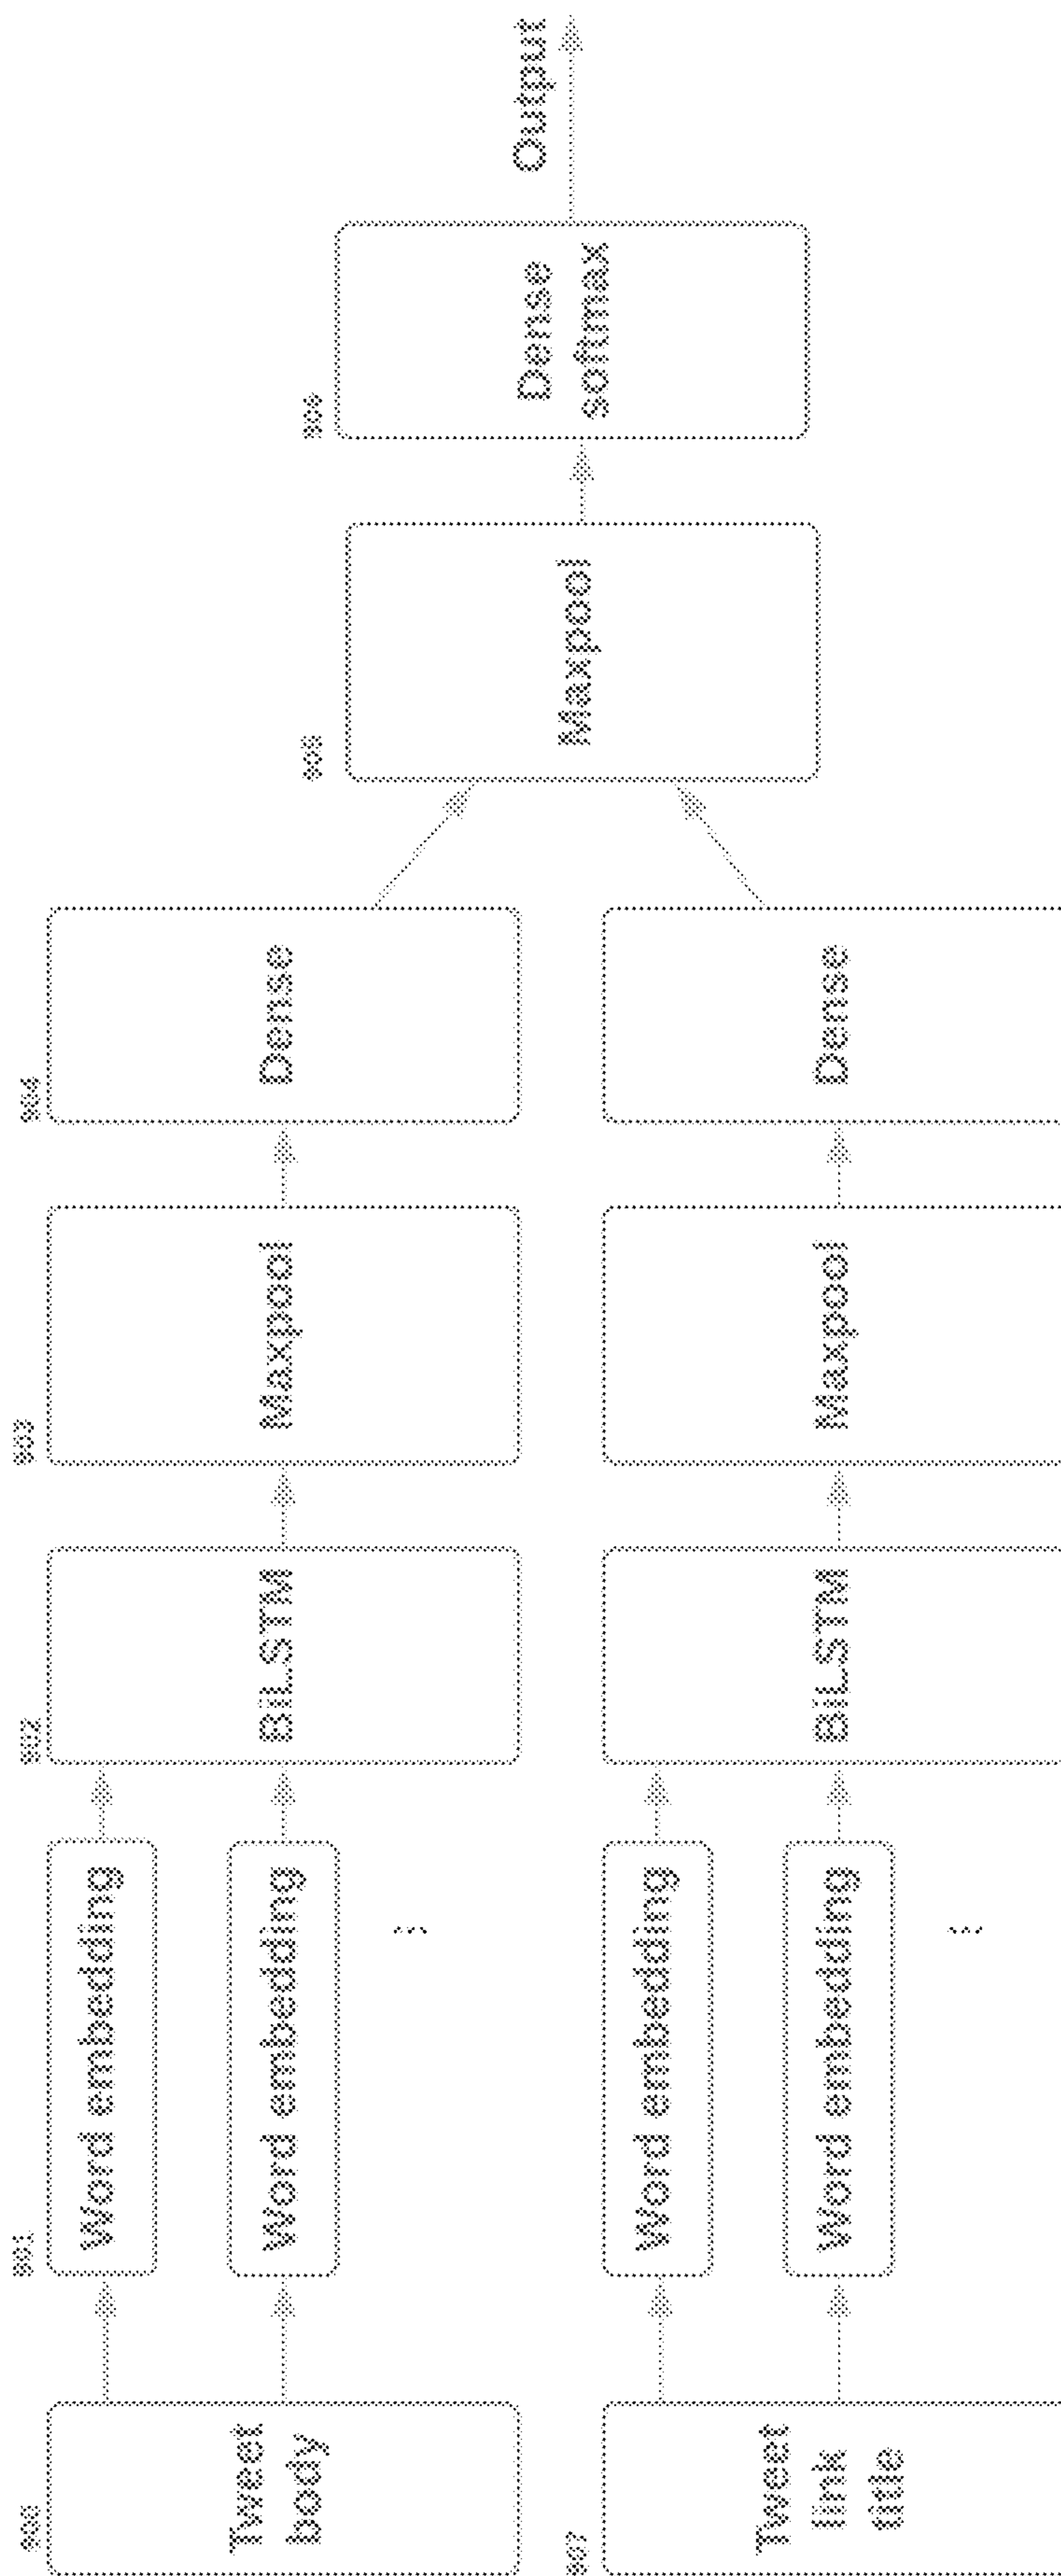 Tweet
body
Word embedding
Word embedding
...
BiLSTM
Maxpool
Dense
Tweet
link
title
Word embedding
Word embedding
...
BiLSTM
Maxpool
Dense
Maxpool
Dense
softmax
Output